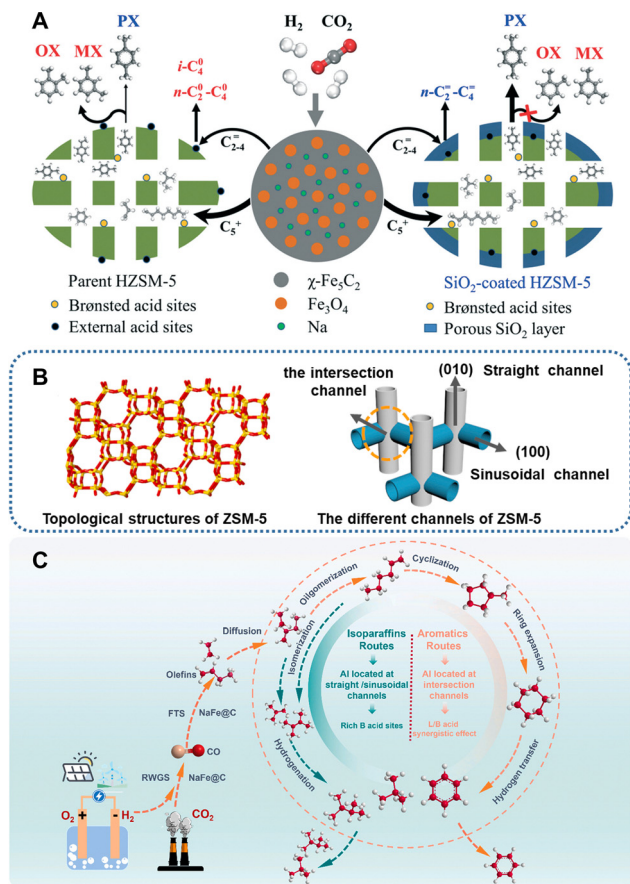 A
OX MX PX
i-C₄⁰
n-C₂⁰-C₄⁰
C₂₋₄⁼
C₅⁺
Parent HZSM-5
Brønsted acid sites
External acid sites
H₂ CO₂
χ-Fe₅C₂
Fe₃O₄
Na
C₂₋₄⁼
C₅⁺
n-C₂⁼-C₄⁼
PX
OX MX
SiO₂-coated HZSM-5
Brønsted acid sites
Porous SiO₂ layer
B
Topological structures of ZSM-5
the intersection
channel
(010) Straight channel
(100)
Sinusoidal channel
The different channels of ZSM-5
C
O₂ + - H₂
CO₂
RWGS NaFe@C
CO
FTS NaFe@C
Olefins
Diffusion
Oligomerization
Cyclization
Ring expansion
Hydrogen transfer
Isomerization
Hydrogenation
Isoparaffins
Routes
Al located at
straight /sinusoidal
channels
Rich B acid sites
Aromatics
Routes
Al located at
intersection
channels
L/B acid
synergistic effect